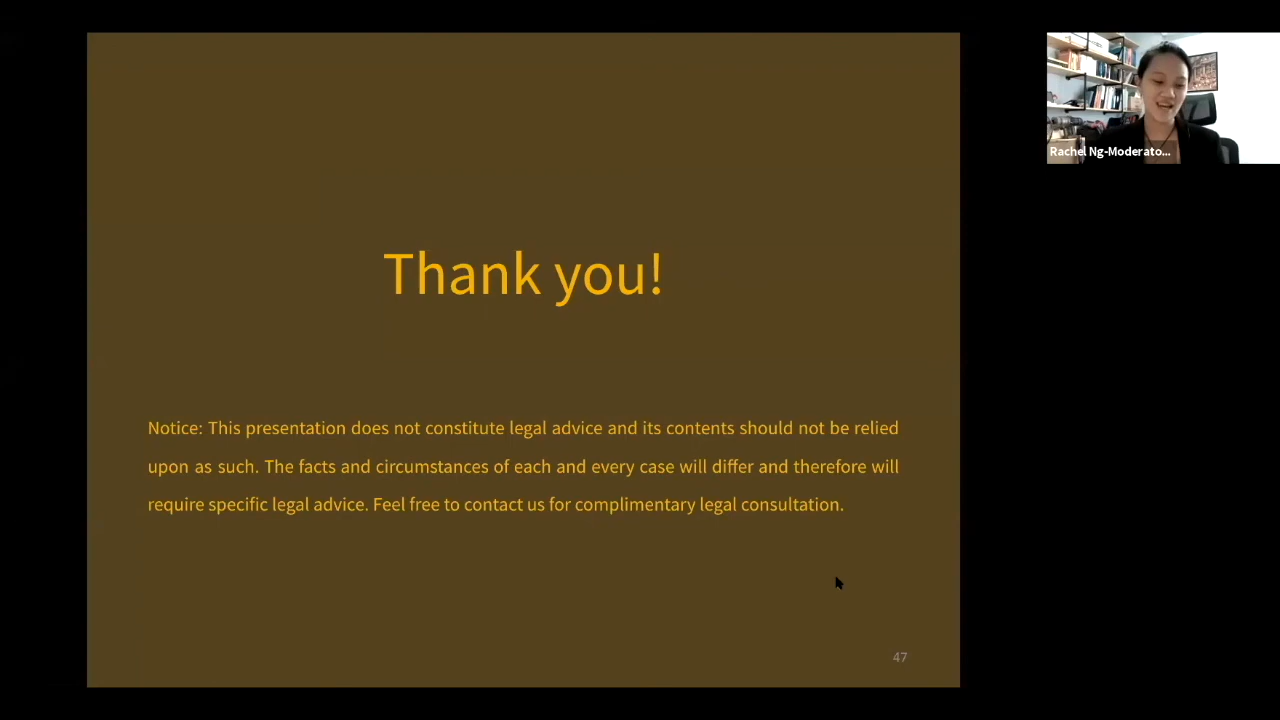 Thank you!
Notice: This presentation does not constitute legal advice and its contents should not be relied
upon as such. The facts and circumstances of each and every case will differ and therefore will
require specific legal advice. Feel free to contact us for complimentary legal consultation.
47
Rachel Ng-Moderato...